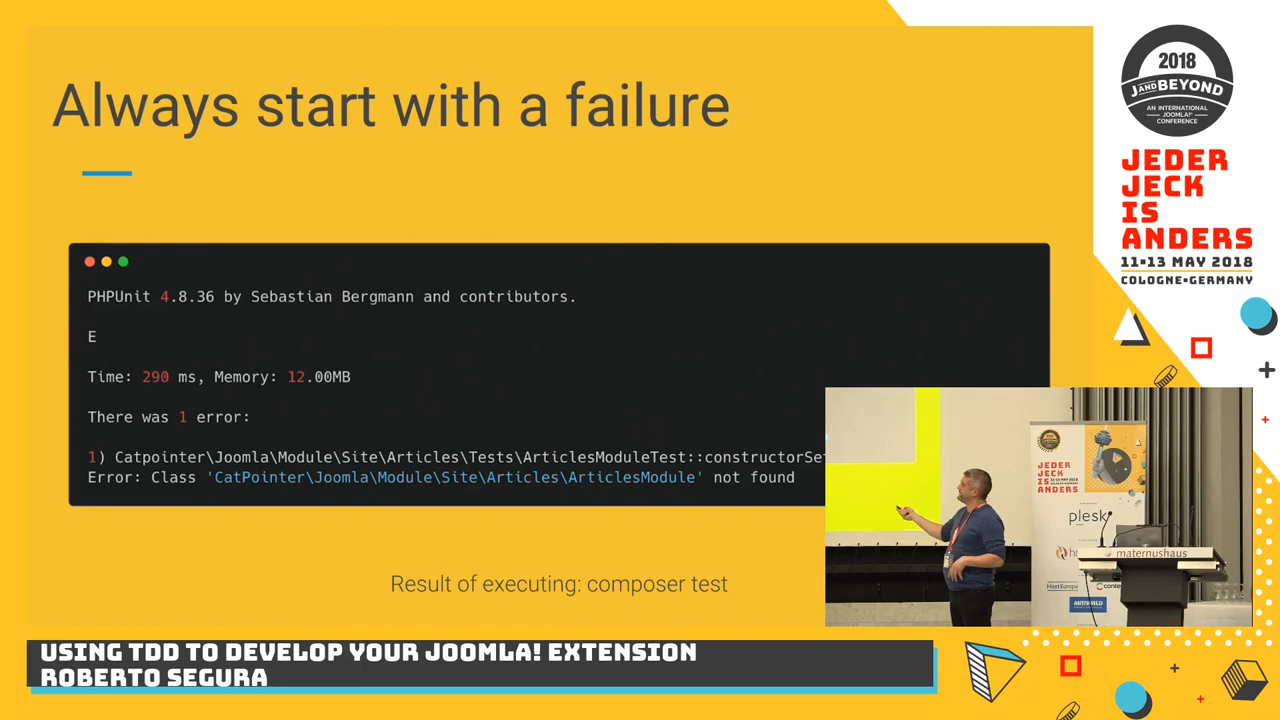 Always start with a failure
PHPUnit 4.8.36 by Sebastian Bergmann and contributors.
E
Time: 290 ms, Memory: 12.00MB
There was 1 error:
1) Catpointer\Joomla\Module\Site\Articles\Tests\ArticlesModuleTest::constructorSe
Error: Class 'CatPointer\Joomla\Module\Site\Articles\ArticlesModule' not found
Result of executing: composer test
2018
J AND BEYOND
AN INTERNATIONAL
JOOMLA!®
CONFERENCE
JEDER
JECK
IS
ANDERS
11▪13 MAY 2018
COLOGNE▪GERMANY
JEDER
JECK
IS
ANDERS
plesk
maternushaus
HostEurope
MITTWALD
USING TDD TO DEVELOP YOUR JOOMLA! EXTENSION
ROBERTO SEGURA